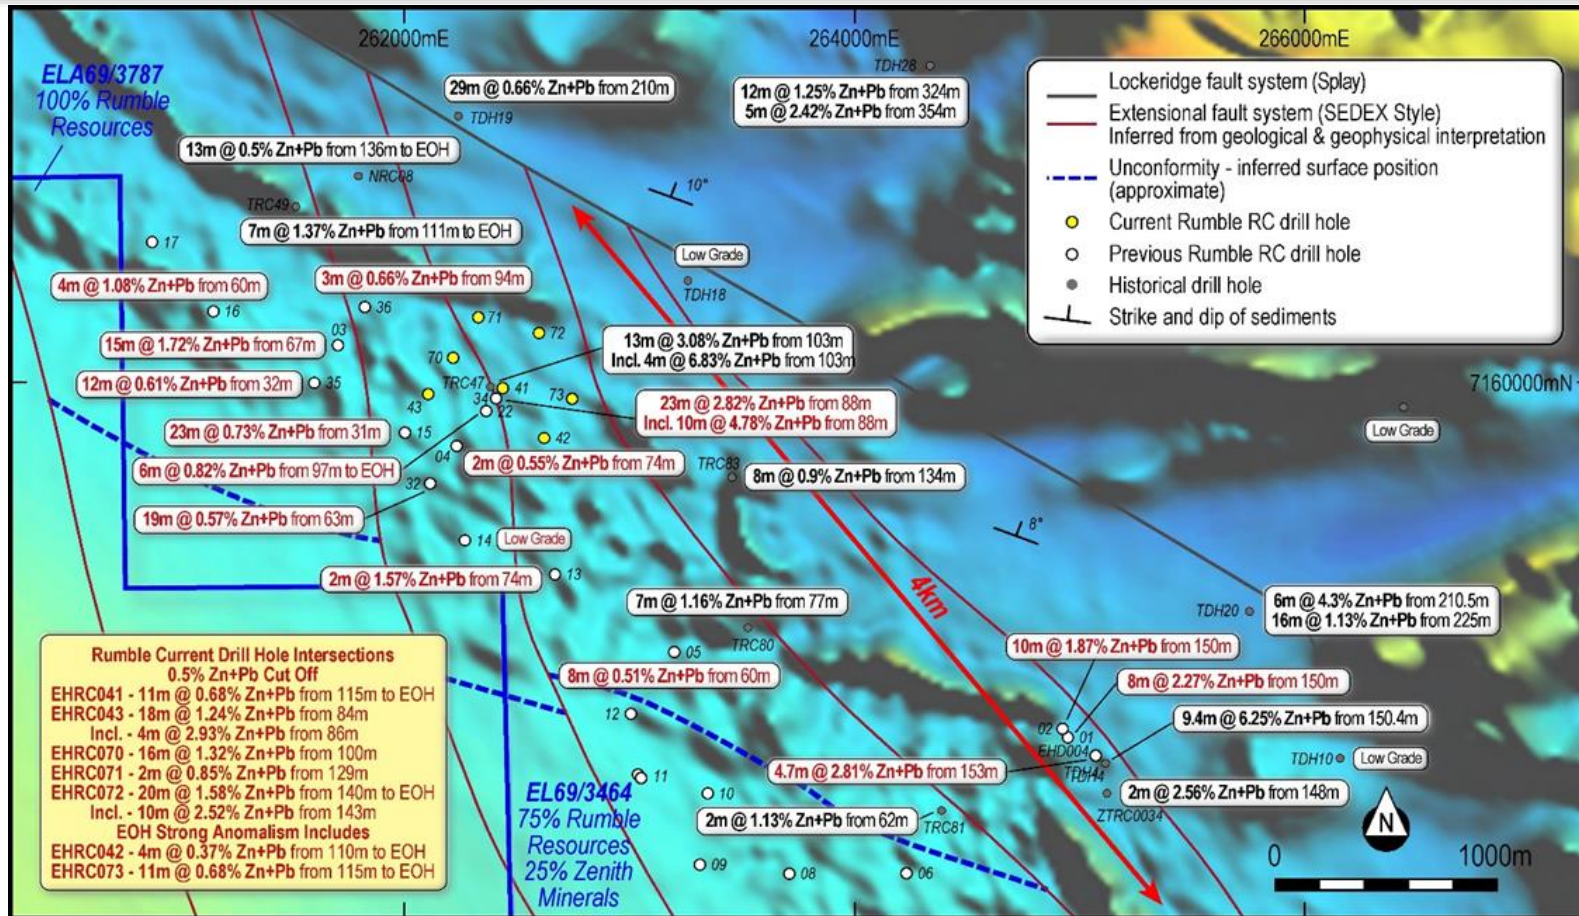 262000mE
264000mE
266000mE
ELA69/3787
100% Rumble
Resources
29m @ 0.66% Zn+Pb from 210m
TDH19
TDH28
12m @ 1.25% Zn+Pb from 324m
5m @ 2.42% Zn+Pb from 354m
Lockeridge fault system (Splay)
Extensional fault system (SEDEX Style)
Inferred from geological & geophysical interpretation
Unconformity - inferred surface position
(approximate)
Current Rumble RC drill hole
Previous Rumble RC drill hole
Historical drill hole
Strike and dip of sediments
13m @ 0.5% Zn+Pb from 136m to EOH
NRC08
TRC49
10°
7m @ 1.37% Zn+Pb from 111m to EOH
17
Low Grade
TDH18
4m @ 1.08% Zn+Pb from 60m
3m @ 0.66% Zn+Pb from 94m
16
36
71
72
03
15m @ 1.72% Zn+Pb from 67m
13m @ 3.08% Zn+Pb from 103m
Incl. 4m @ 6.83% Zn+Pb from 103m
70
12m @ 0.61% Zn+Pb from 32m
35
TRC47
41
7160000mN
43
34
22
73
23m @ 2.82% Zn+Pb from 88m
Incl. 10m @ 4.78% Zn+Pb from 88m
23m @ 0.73% Zn+Pb from 31m
15
42
Low Grade
04
6m @ 0.82% Zn+Pb from 97m to EOH
2m @ 0.55% Zn+Pb from 74m
TRC83
8m @ 0.9% Zn+Pb from 134m
32
19m @ 0.57% Zn+Pb from 63m
8°
14
Low Grade
2m @ 1.57% Zn+Pb from 74m
13
4km
7m @ 1.16% Zn+Pb from 77m
TRC80
TDH20
6m @ 4.3% Zn+Pb from 210.5m
16m @ 1.13% Zn+Pb from 225m
05
10m @ 1.87% Zn+Pb from 150m
8m @ 0.51% Zn+Pb from 60m
8m @ 2.27% Zn+Pb from 150m
12
02
01
9.4m @ 6.25% Zn+Pb from 150.4m
EHD004
TDH10
Low Grade
4.7m @ 2.81% Zn+Pb from 153m
11
10
2m @ 2.56% Zn+Pb from 148m
ZTRC0034
2m @ 1.13% Zn+Pb from 62m
TRC81
EL69/3464
75% Rumble
Resources
25% Zenith
Minerals
09
08
06
N
0
1000m
Rumble Current Drill Hole Intersections
0.5% Zn+Pb Cut Off
EHRC041 - 11m @ 0.68% Zn+Pb from 115m to EOH
EHRC043 - 18m @ 1.24% Zn+Pb from 84m
Incl. - 4m @ 2.93% Zn+Pb from 86m
EHRC070 - 16m @ 1.32% Zn+Pb from 100m
EHRC071 - 2m @ 0.85% Zn+Pb from 129m
EHRC072 - 20m @ 1.58% Zn+Pb from 140m to EOH
Incl. - 10m @ 2.52% Zn+Pb from 143m
EOH Strong Anomalism Includes
EHRC042 - 4m @ 0.37% Zn+Pb from 110m to EOH
EHRC073 - 11m @ 0.68% Zn+Pb from 115m to EOH